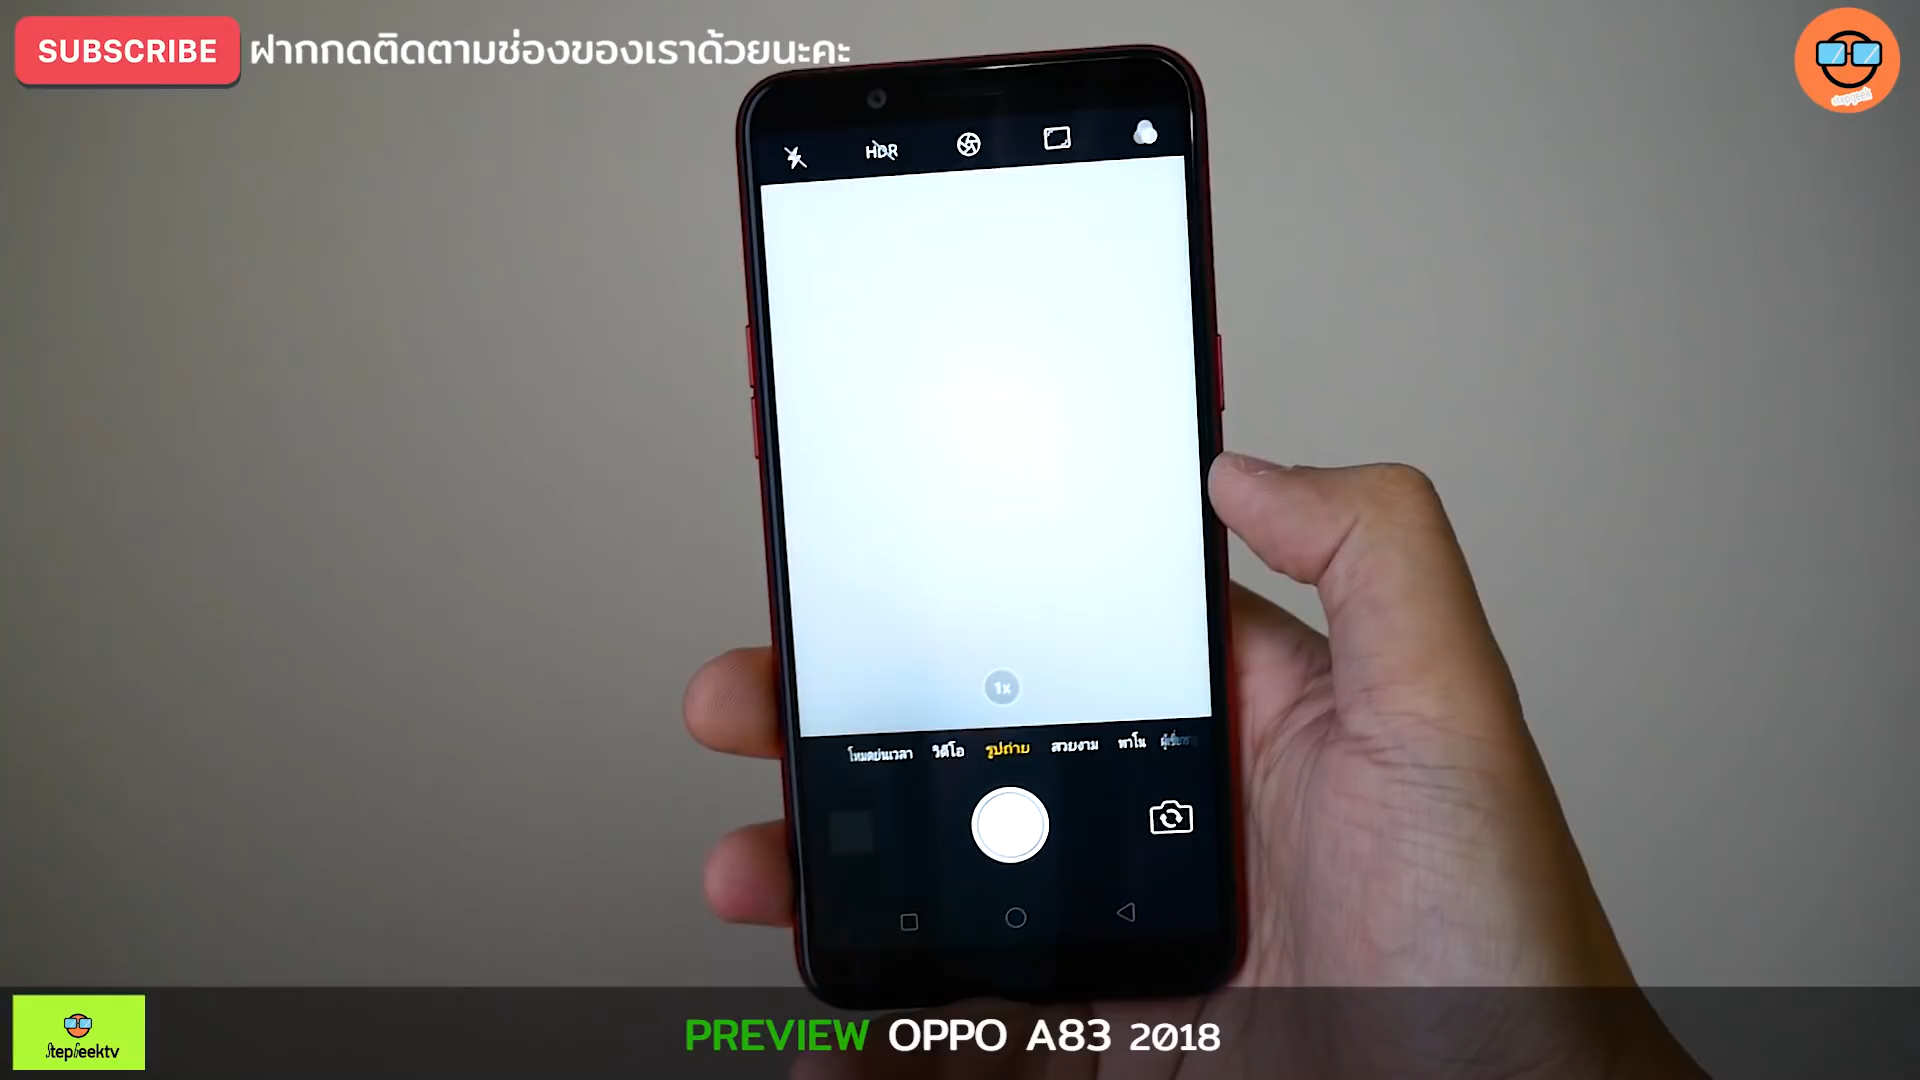 SUBSCRIBE ฝากกดติดตามช่องของเราด้วยนะคะ
stepgeek
HDR
1x
โหมดย่นเวลา วิดีโอ รูปถ่าย สวยงาม พาโน
StepGeektv
PREVIEW OPPO A83 2018